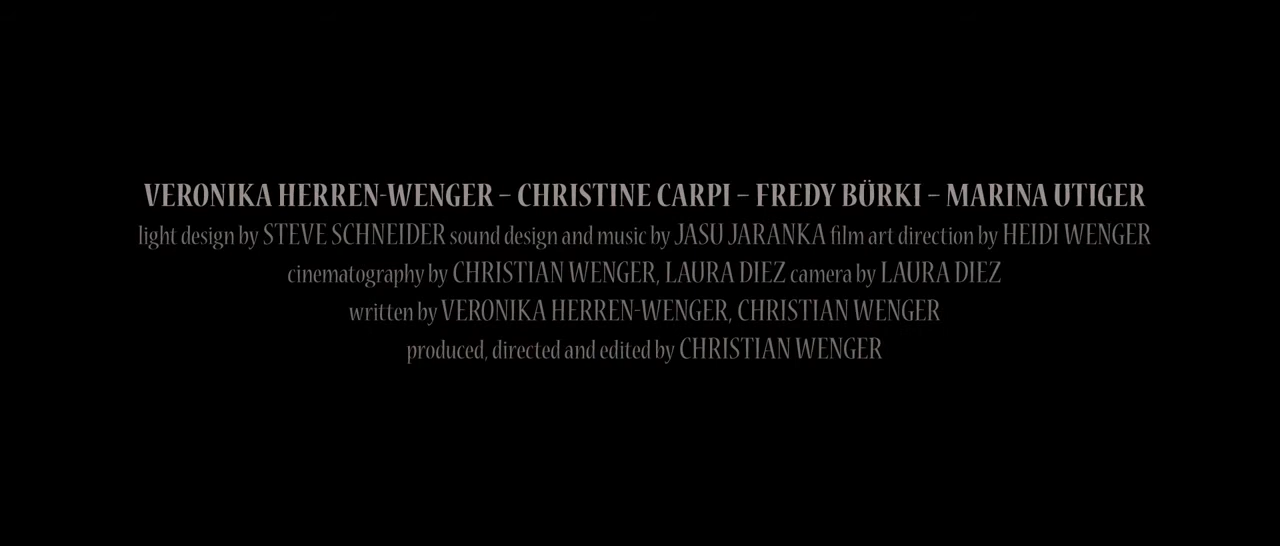 VERONIKA HERREN-WENGER – CHRISTINE CARPI – FREDY BÜRKI – MARINA UTIGER
light design by STEVE SCHNEIDER sound design and music by JASU JARANKA film art direction by HEIDI WENGER
cinematography by CHRISTIAN WENGER, LAURA DIEZ camera by LAURA DIEZ
written by VERONIKA HERREN-WENGER, CHRISTIAN WENGER
produced, directed and edited by CHRISTIAN WENGER